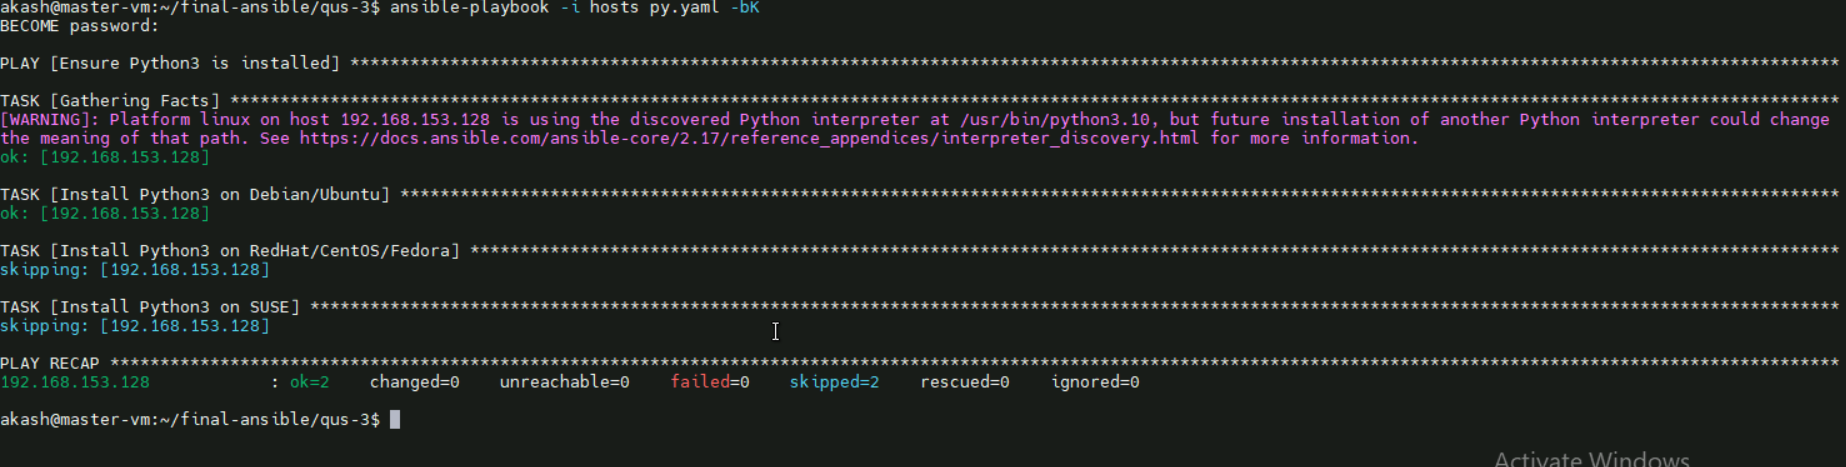 akash@master-vm:~/final-ansible/qus-3$ ansible-playbook -i hosts py.yaml -bK
BECOME password:
PLAY [Ensure Python3 is installed] *****************************************************************************************************************************************************
TASK [Gathering Facts] *****************************************************************************************************************************************************************
[WARNING]: Platform linux on host 192.168.153.128 is using the discovered Python interpreter at /usr/bin/python3.10, but future installation of another Python interpreter could change
the meaning of that path. See https://docs.ansible.com/ansible-core/2.17/reference_appendices/interpreter_discovery.html for more information.
ok: [192.168.153.128]
TASK [Install Python3 on Debian/Ubuntu] ************************************************************************************************************************************************
ok: [192.168.153.128]
TASK [Install Python3 on RedHat/CentOS/Fedora] *****************************************************************************************************************************************
skipping: [192.168.153.128]
TASK [Install Python3 on SUSE] *********************************************************************************************************************************************************
skipping: [192.168.153.128]
PLAY RECAP *****************************************************************************************************************************************************************************
192.168.153.128            : ok=2    changed=0    unreachable=0    failed=0    skipped=2    rescued=0    ignored=0
akash@master-vm:~/final-ansible/qus-3$
Activate Windows